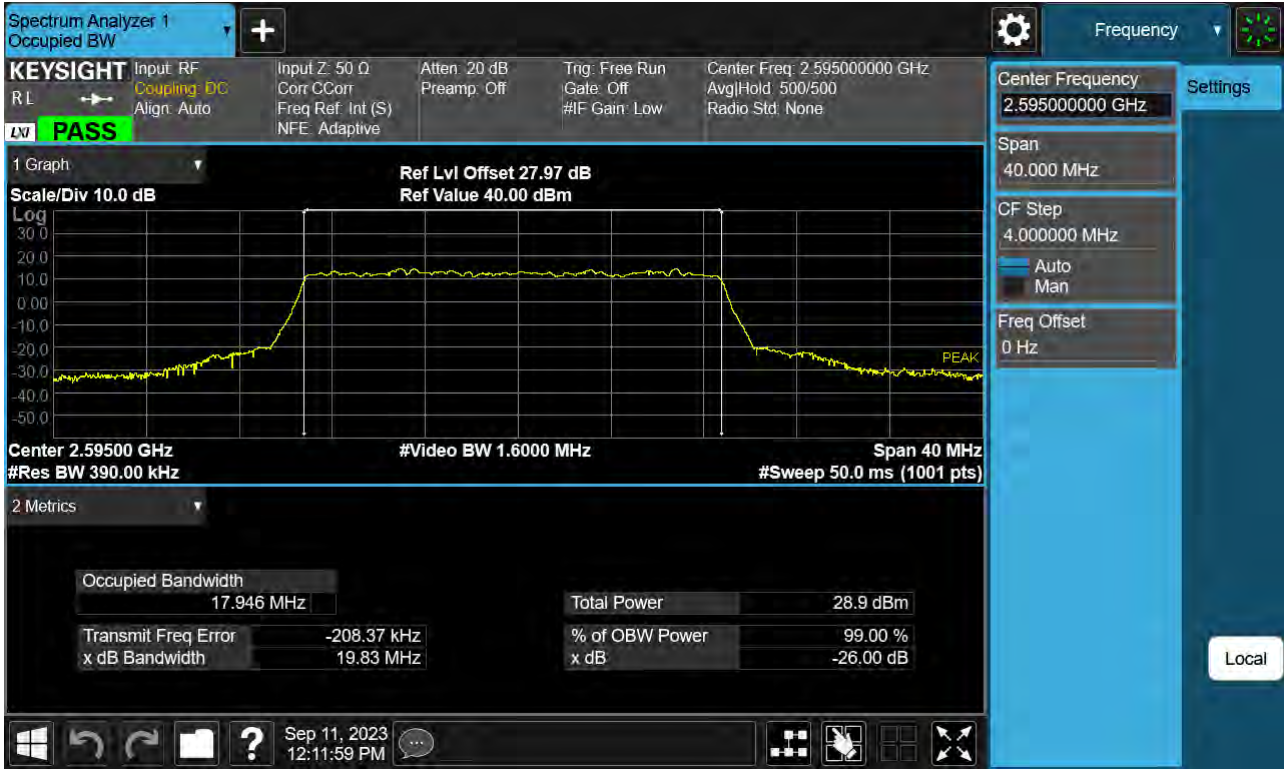 Spectrum Analyzer 1
Occupied BW
Frequency
KEYSIGHT
RL
LXI
PASS
Input: RF
Coupling: DC
Align: Auto
Input Z: 50 Ω
Corr CCorr
Freq Ref: Int (S)
NFE: Adaptive
Atten: 20 dB
Preamp: Off
Trig: Free Run
Gate: Off
#IF Gain: Low
Center Freq: 2.595000000 GHz
Avg|Hold: 500/500
Radio Std: None
Center Frequency
2.595000000 GHz
Settings
Span
40.000 MHz
CF Step
4.000000 MHz
Auto
Man
Freq Offset
0 Hz
Local
1 Graph
Scale/Div 10.0 dB
Ref Lvl Offset 27.97 dB
Ref Value 40.00 dBm
Log
30.0
20.0
10.0
0.00
-10.0
-20.0
-30.0
-40.0
-50.0
PEAK
Center 2.59500 GHz
#Video BW 1.6000 MHz
Span 40 MHz
#Res BW 390.00 kHz
#Sweep 50.0 ms (1001 pts)
2 Metrics
Occupied Bandwidth
17.946 MHz
Total Power 28.9 dBm
Transmit Freq Error -208.37 kHz
% of OBW Power 99.00 %
x dB Bandwidth 19.83 MHz
x dB -26.00 dB
?
Sep 11, 2023
12:11:59 PM